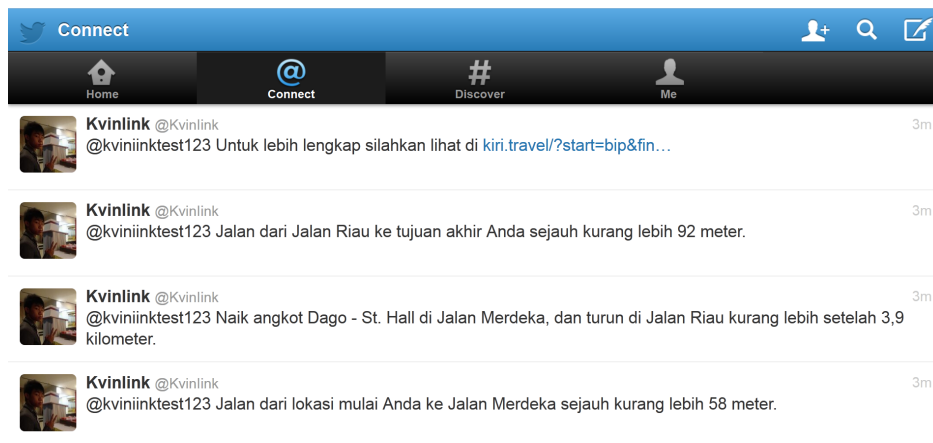 Connect
Home
Connect
Discover
Me
Kvinlink @Kvinlink 3m
@kviniinktest123 Untuk lebih lengkap silahkan lihat di kiri.travel/?start=bip&fin…
Kvinlink @Kvinlink 3m
@kviniinktest123 Jalan dari Jalan Riau ke tujuan akhir Anda sejauh kurang lebih 92 meter.
Kvinlink @Kvinlink 3m
@kviniinktest123 Naik angkot Dago - St. Hall di Jalan Merdeka, dan turun di Jalan Riau kurang lebih setelah 3,9
kilometer.
Kvinlink @Kvinlink 3m
@kviniinktest123 Jalan dari lokasi mulai Anda ke Jalan Merdeka sejauh kurang lebih 58 meter.